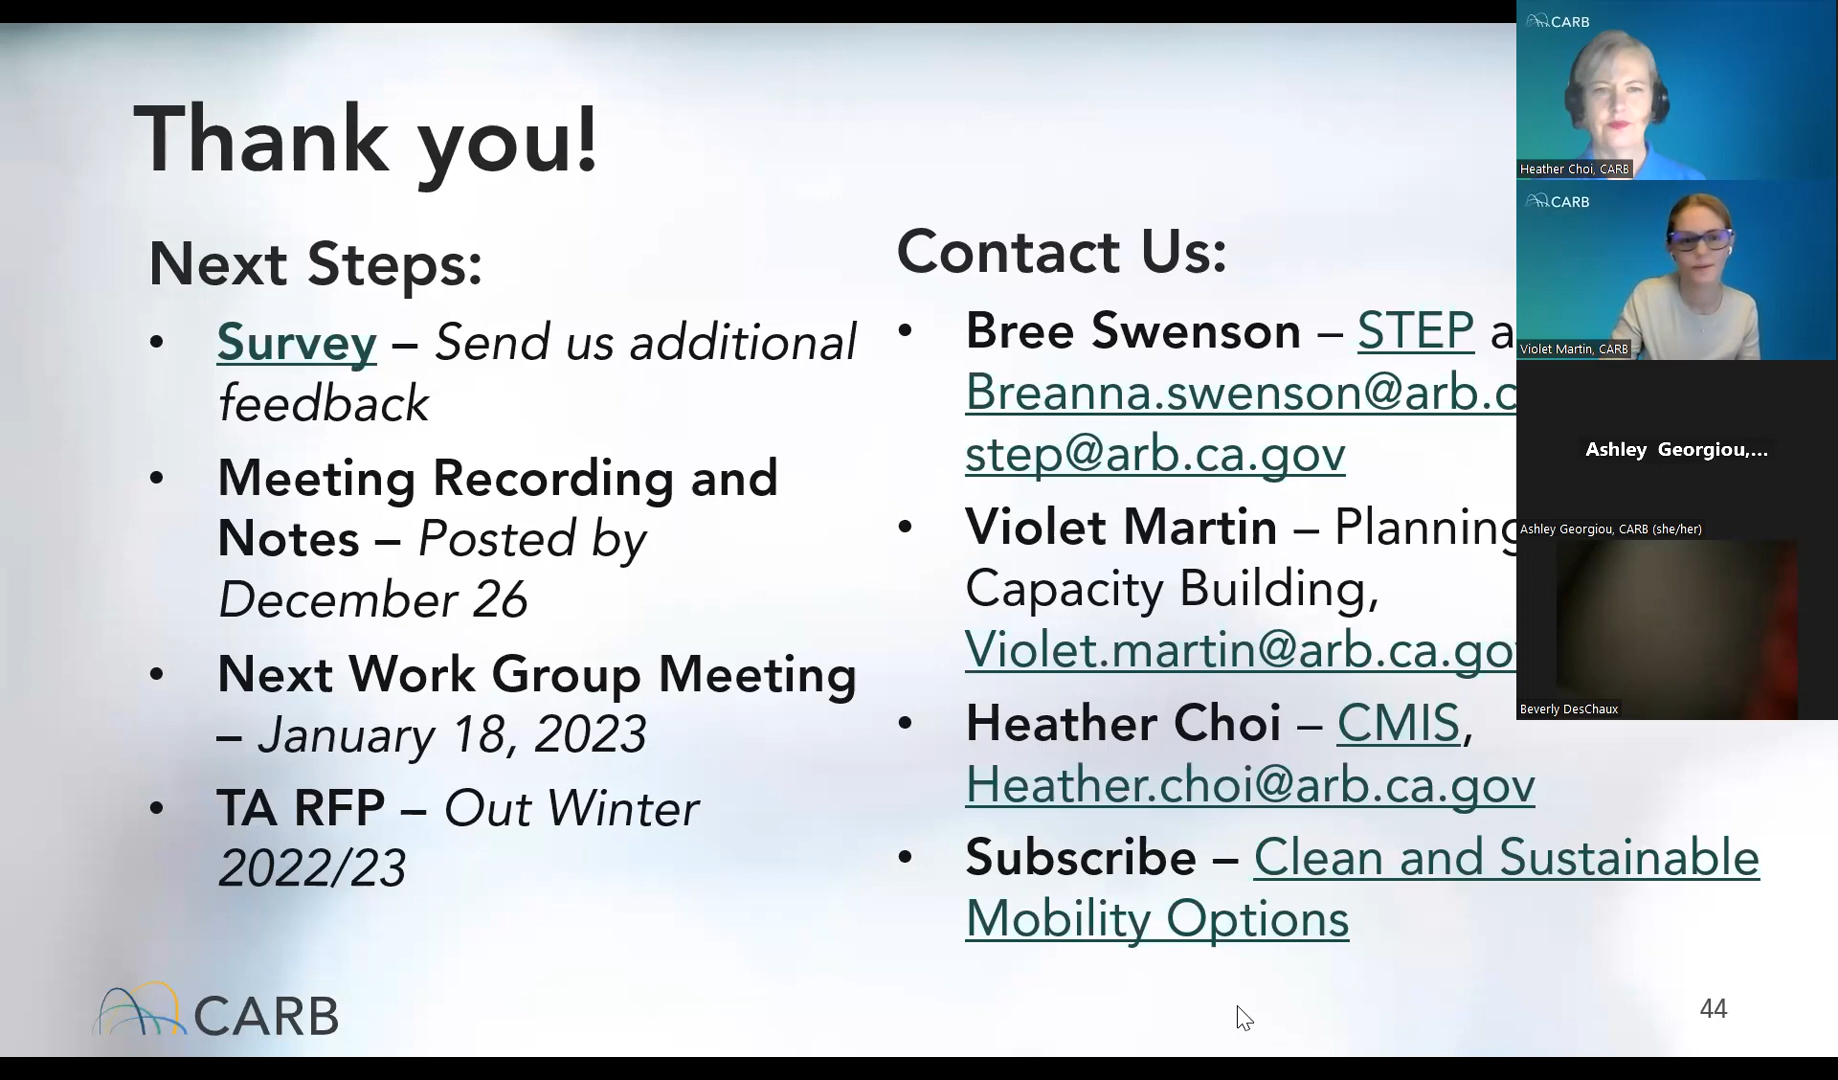 Thank you!
Next Steps:
• Survey – Send us additional
feedback
• Meeting Recording and
Notes – Posted by
December 26
• Next Work Group Meeting
– January 18, 2023
• TA RFP – Out Winter
2022/23
Contact Us:
• Bree Swenson – STEP a
Breanna.swenson@arb.c
step@arb.ca.gov
• Violet Martin – Planning
Capacity Building,
Violet.martin@arb.ca.gov
• Heather Choi – CMIS,
Heather.choi@arb.ca.gov
• Subscribe – Clean and Sustainable
Mobility Options
CARB
44
CARB
Heather Choi, CARB
CARB
Violet Martin, CARB
Ashley Georgiou,...
Ashley Georgiou, CARB (she/her)
Beverly DesChaux